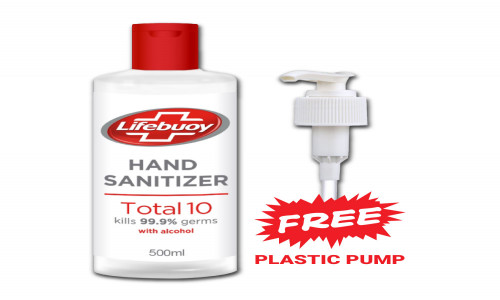 Lifebuoy
HAND
SANITIZER
Total 10
kills 99.9% germs
with alcohol
500ml
FREE
PLASTIC PUMP